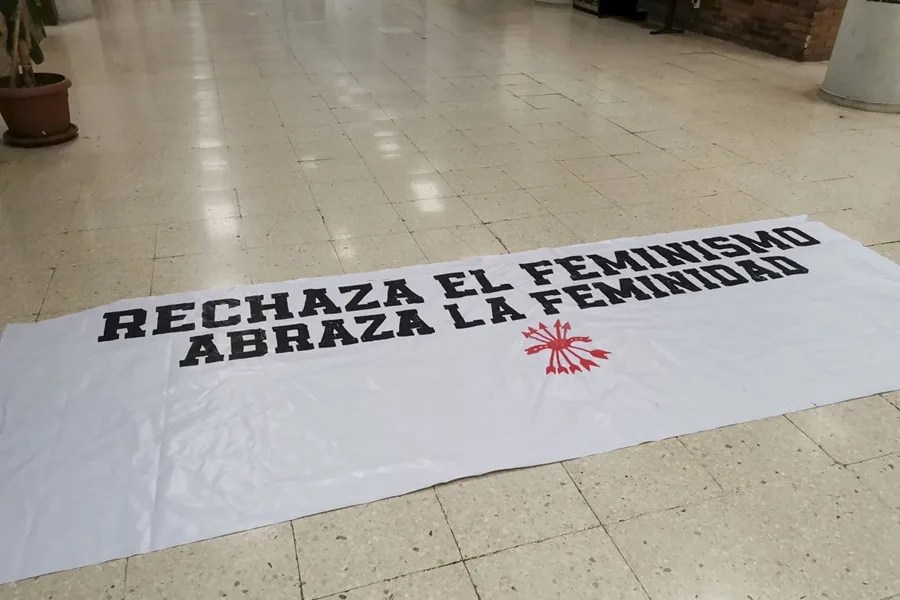 RECHAZA EL FEMINISMO
ABRAZA LA FEMINIDAD